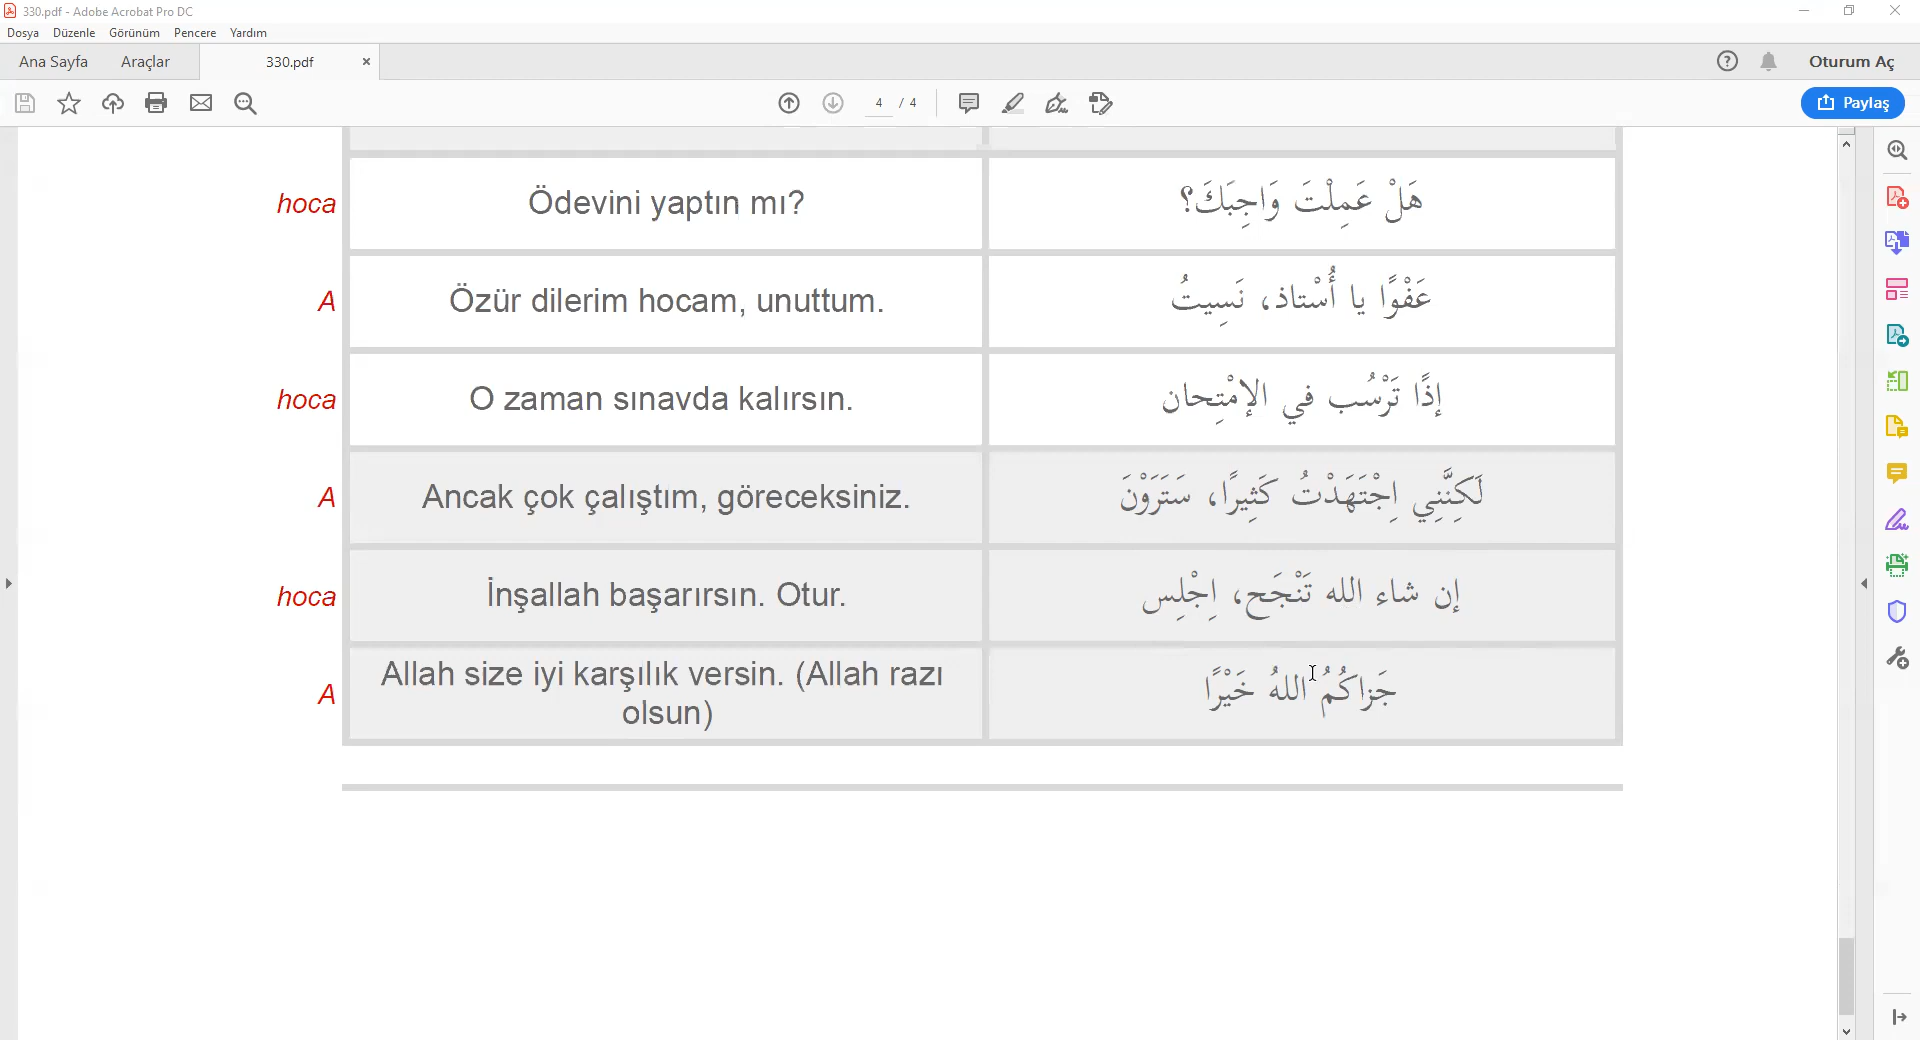 330.pdf - Adobe Acrobat Pro DC
Dosya Düzenle Görünüm Pencere Yardım
Ana Sayfa Araçlar 330.pdf × Oturum Aç
4 / 4 Paylaş
hoca Ödevini yaptın mı? هَلْ عَمِلْتَ وَاجِبَكَ؟
A Özür dilerim hocam, unuttum. عَفْوًا يا أُسْتاذ، نَسِيتُ
hoca O zaman sınavda kalırsın. إِذًا تَرْسُب في الإمْتِحان
A Ancak çok çalıştım, göreceksiniz. لَكِنَّنِي اِجْتَهَدْتُ كَثِيرًا، سَتَرَوْنَ
hoca İnşallah başarırsın. Otur. إن شاء الله تَنْجَح، اِجْلِس
A Allah size iyi karşılık versin. (Allah razı
olsun) جَزاكُمُ اللهُ خَيْرًا